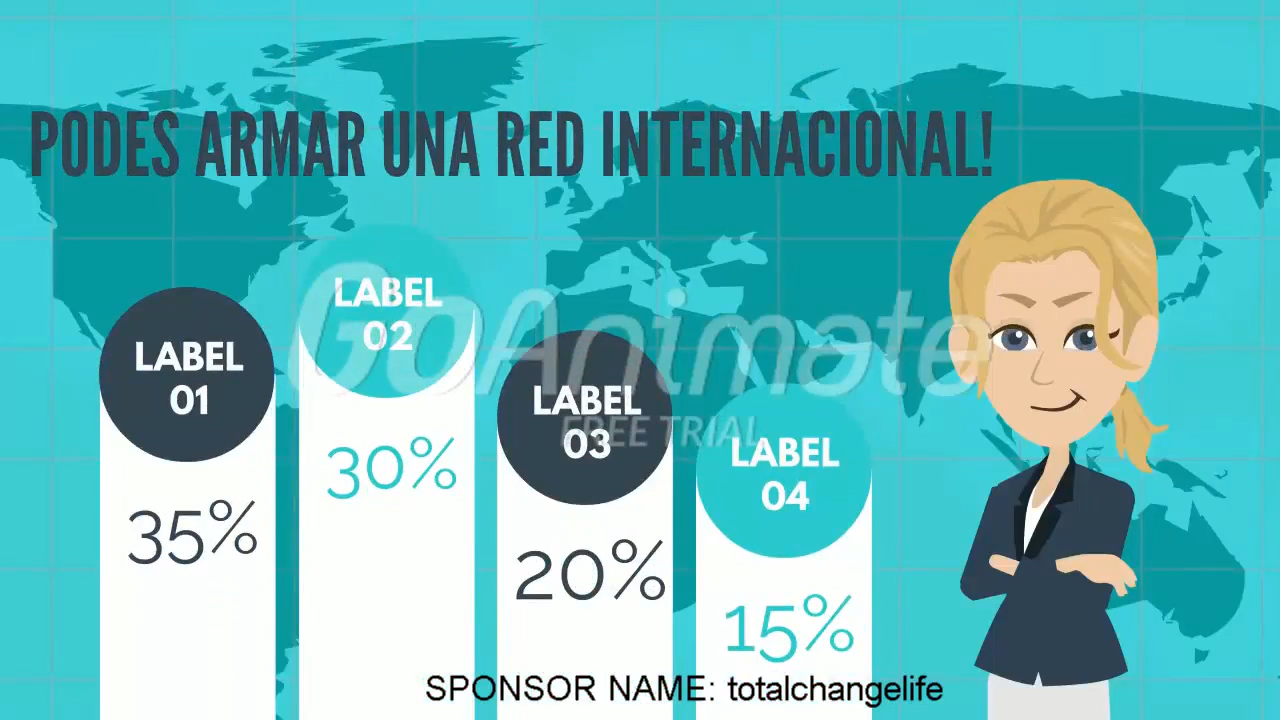 PODES ARMAR UNA RED INTERNACIONAL!
LABEL
01
35%
LABEL
02
30%
LABEL
03
20%
LABEL
04
15%
GoAnimate
FREE TRIAL
SPONSOR NAME: totalchangelife